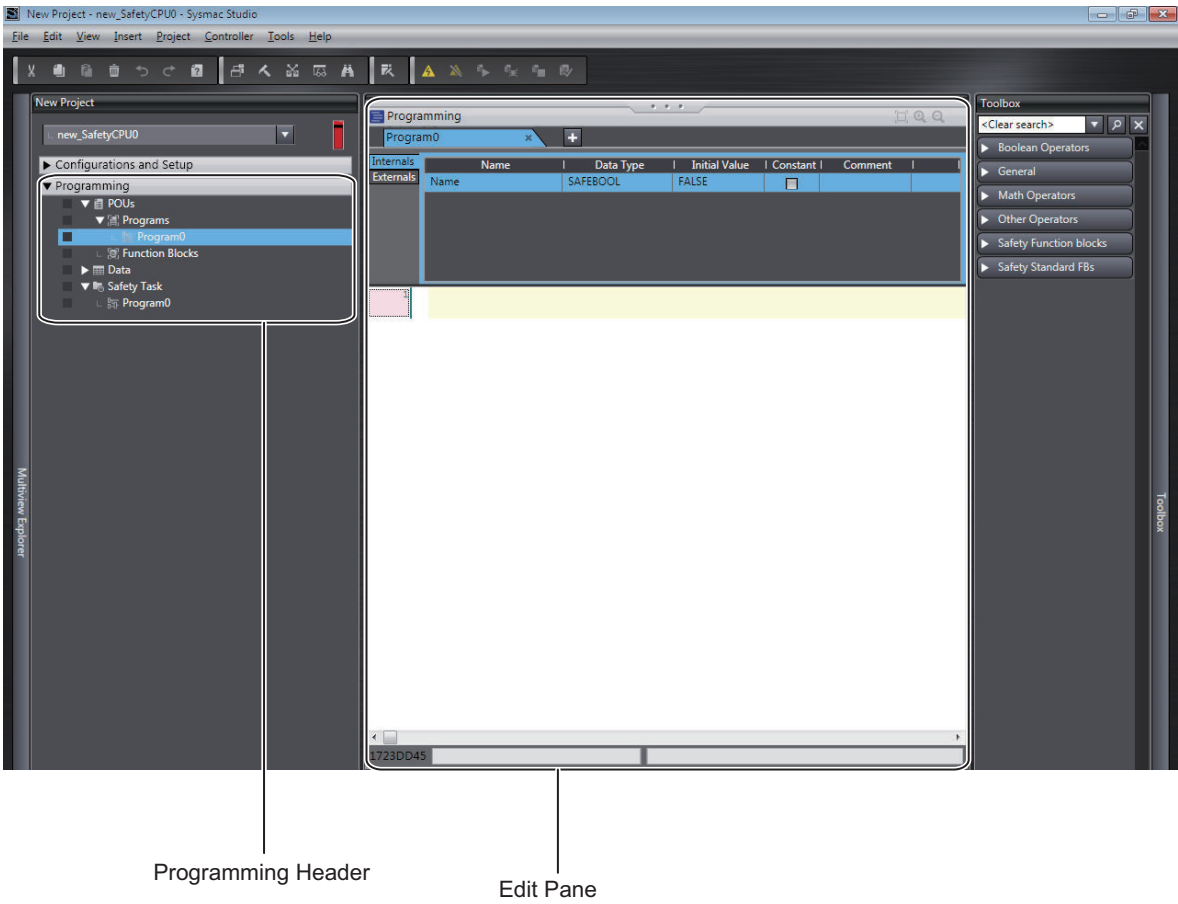 New Project - new_SafetyCPU0 - Sysmac Studio
File Edit View Insert Project Controller Tools Help
New Project
new_SafetyCPU0
Configurations and Setup
Programming
POUs
Programs
Program0
Function Blocks
Data
Safety Task
Program0
Multiview Explorer
Programming
Program0
Internals
Externals
Name Data Type Initial Value Constant Comment
Name SAFEBOOL FALSE
1
1723DD45
Toolbox
<Clear search>
Boolean Operators
General
Math Operators
Other Operators
Safety Function blocks
Safety Standard FBs
Toolbox
Programming Header
Edit Pane